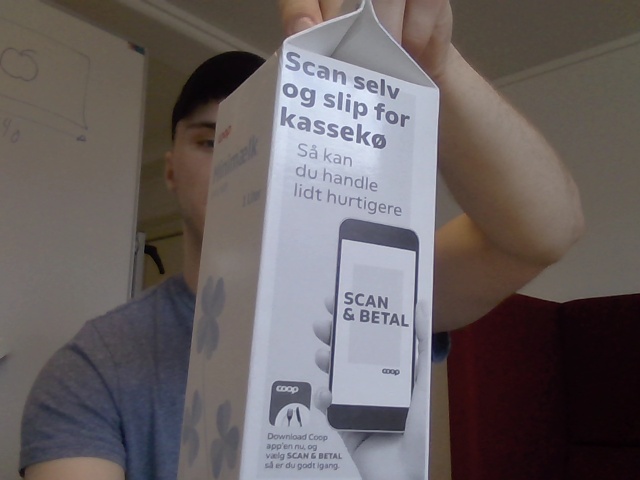 Scan selv
og slip for
kassekø
Så kan
du handle
lidt hurtigere
SCAN
& BETAL
coop
coop
Download Coop
app'en nu, og
vælg SCAN & BETAL
så er du godt igang.
minimælk